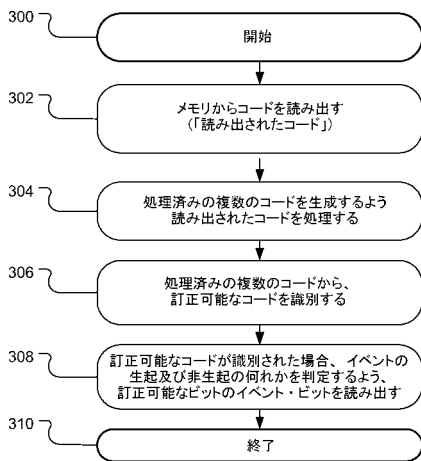 300
開始
302
メモリからコードを読み出す
(「読み出されたコード」)
304
処理済みの複数のコードを生成するよう
読み出されたコードを処理する
306
処理済みの複数のコードから、
訂正可能なコードを識別する
308
訂正可能なコードが識別された場合、イベントの
生起及び非生起の何れかを判定するよう、
訂正可能なビットのイベント・ビットを読み出す
310
終了